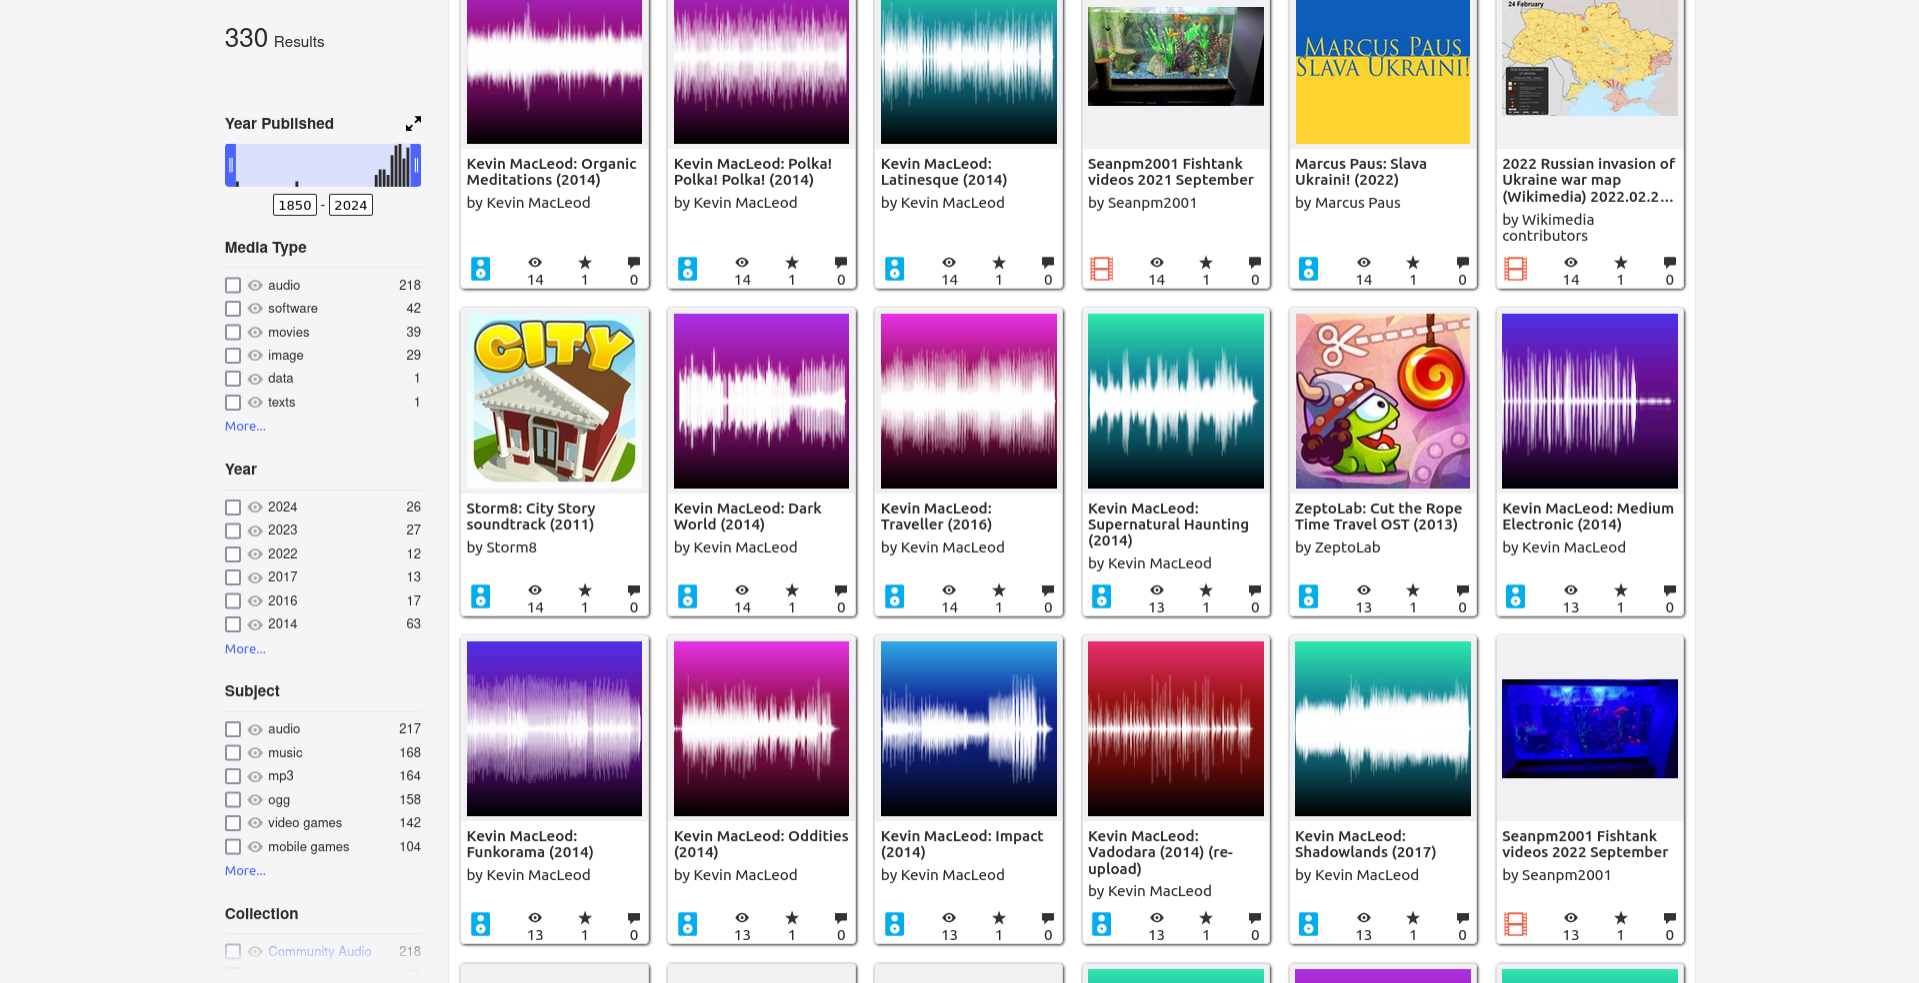 330 Results
Year Published
1850 - 2024
Media Type
audio 218
software 42
movies 39
image 29
data 1
texts 1
More...
Year
2024 26
2023 27
2022 12
2017 13
2016 17
2014 63
More...
Subject
audio 217
music 168
mp3 164
ogg 158
video games 142
mobile games 104
More...
Collection
Community Audio 218
Kevin MacLeod: Organic
Meditations (2014)
by Kevin MacLeod
14 1 0
Kevin MacLeod: Polka!
Polka! Polka! (2014)
by Kevin MacLeod
14 1 0
Kevin MacLeod:
Latinesque (2014)
by Kevin MacLeod
14 1 0
Seanpm2001 Fishtank
videos 2021 September
by Seanpm2001
14 1 0
MARCUS PAUS
SLAVA UKRAINI!
Marcus Paus: Slava
Ukraini! (2022)
by Marcus Paus
14 1 0
24 February
2022 Russian invasion of
Ukraine war map
(Wikimedia) 2022.02.2...
by Wikimedia
contributors
14 1 0
CITY
Storm8: City Story
soundtrack (2011)
by Storm8
14 1 0
Kevin MacLeod: Dark
World (2014)
by Kevin MacLeod
14 1 0
Kevin MacLeod:
Traveller (2016)
by Kevin MacLeod
14 1 0
Kevin MacLeod:
Supernatural Haunting
(2014)
by Kevin MacLeod
13 1 0
ZeptoLab: Cut the Rope
Time Travel OST (2013)
by ZeptoLab
13 1 0
Kevin MacLeod: Medium
Electronic (2014)
by Kevin MacLeod
13 1 0
Kevin MacLeod:
Funkorama (2014)
by Kevin MacLeod
13 1 0
Kevin MacLeod: Oddities
(2014)
by Kevin MacLeod
13 1 0
Kevin MacLeod: Impact
(2014)
by Kevin MacLeod
13 1 0
Kevin MacLeod:
Vadodara (2014) (re-
upload)
by Kevin MacLeod
13 1 0
Kevin MacLeod:
Shadowlands (2017)
by Kevin MacLeod
13 1 0
Seanpm2001 Fishtank
videos 2022 September
by Seanpm2001
13 1 0